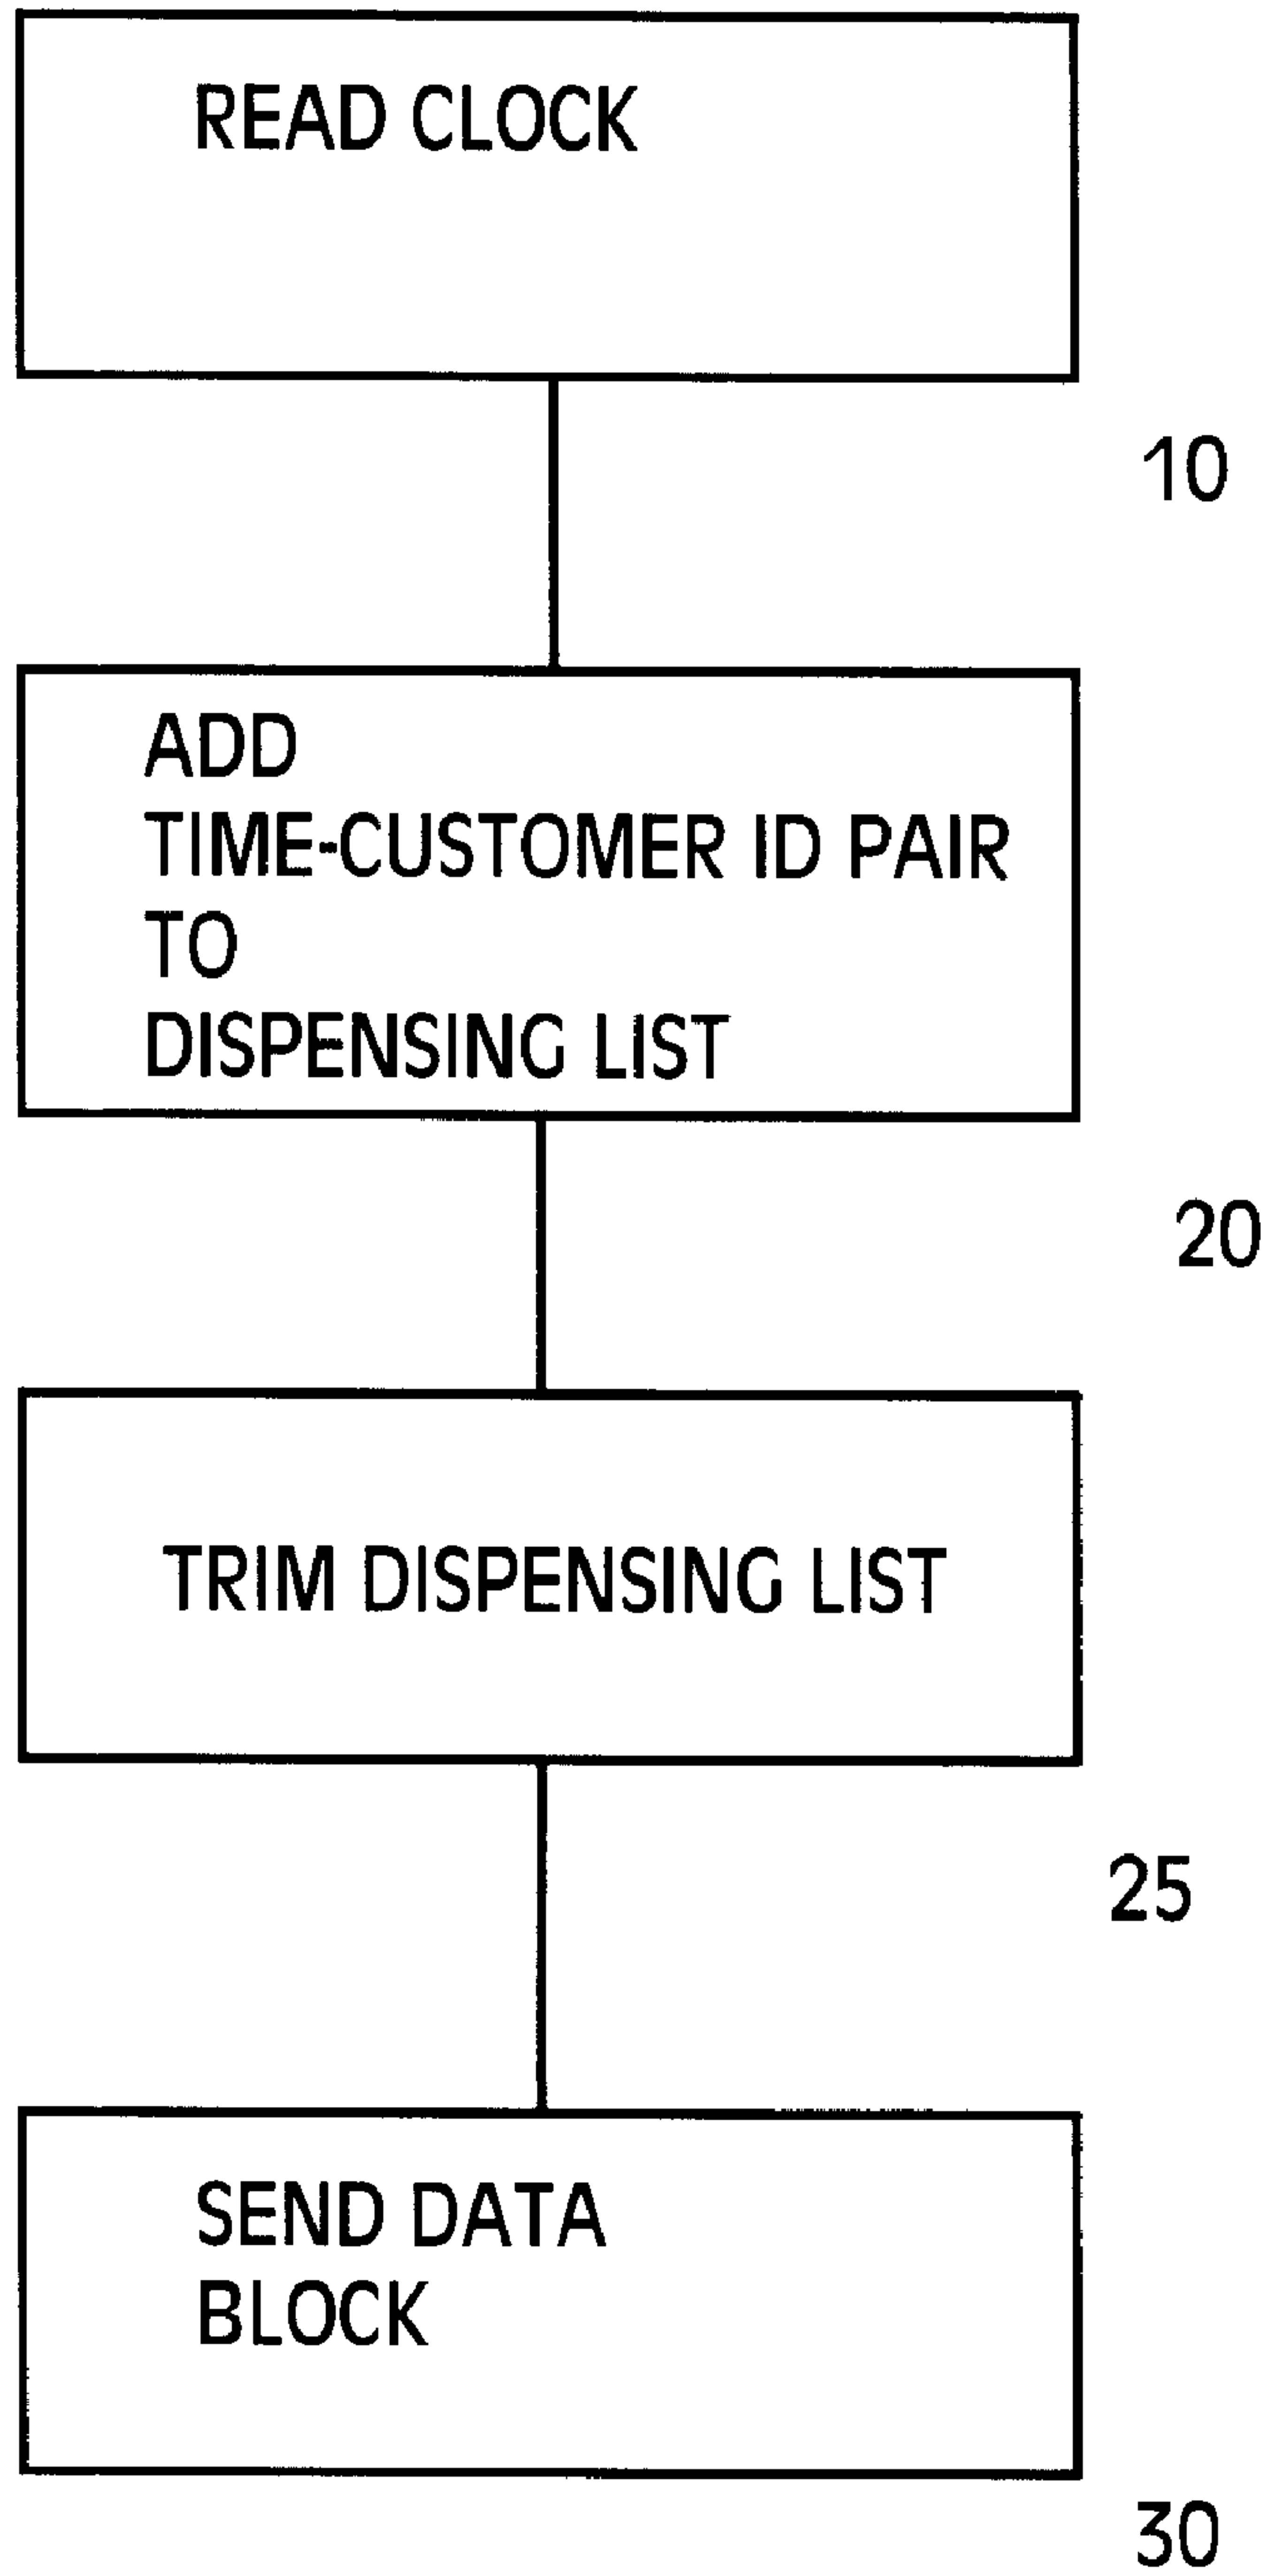 READ CLOCK
10
ADD
TIME-CUSTOMER ID PAIR
TO
DISPENSING LIST
20
TRIM DISPENSING LIST
25
SEND DATA
BLOCK
30